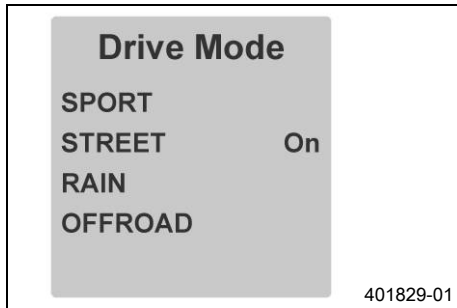 Drive Mode
SPORT
STREET On
RAIN
OFFROAD
401829-01